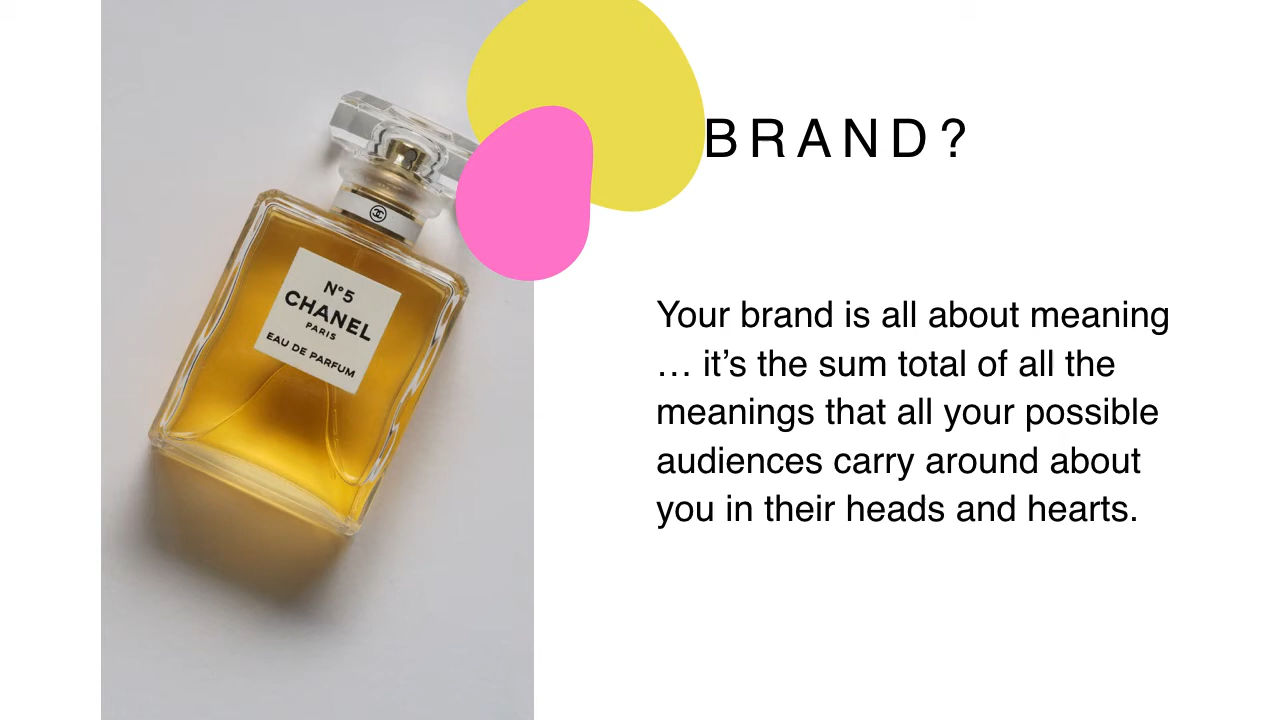 BRAND?
N°5
CHANEL
PARIS
EAU DE PARFUM
Your brand is all about meaning
… it’s the sum total of all the
meanings that all your possible
audiences carry around about
you in their heads and hearts.